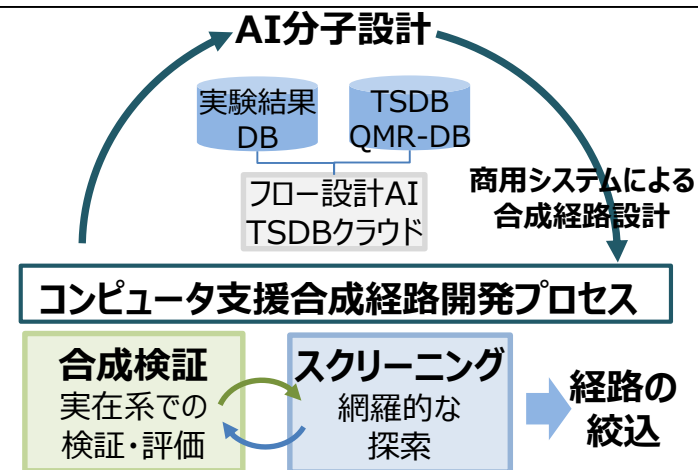 AI分子設計
実験結果
DB
TSDB
QMR-DB
フロー設計AI
TSDBクラウド
商用システムによる
合成経路設計
コンピュータ支援合成経路開発プロセス
合成検証
実在系での
検証・評価
スクリーニング
網羅的な
探索
経路の
絞込